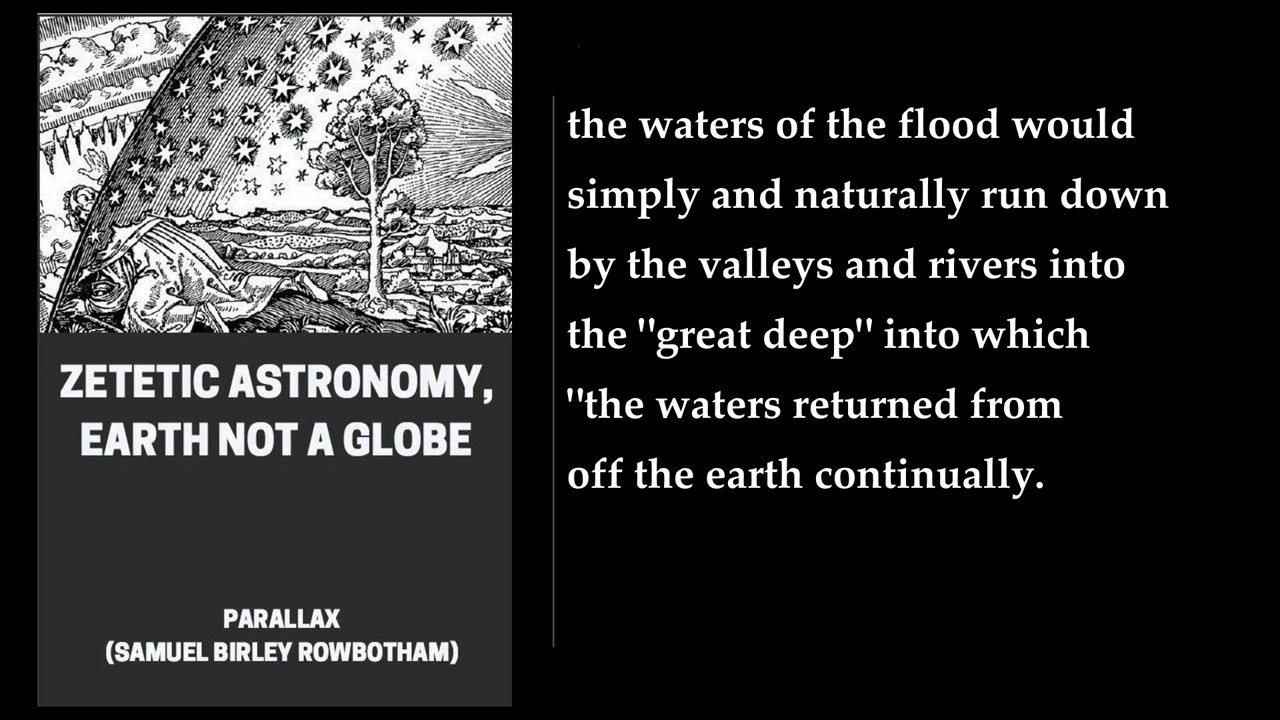 ZETETIC ASTRONOMY,
EARTH NOT A GLOBE
PARALLAX
(SAMUEL BIRLEY ROWBOTHAM)
the waters of the flood would
simply and naturally run down
by the valleys and rivers into
the "great deep" into which
"the waters returned from
off the earth continually.